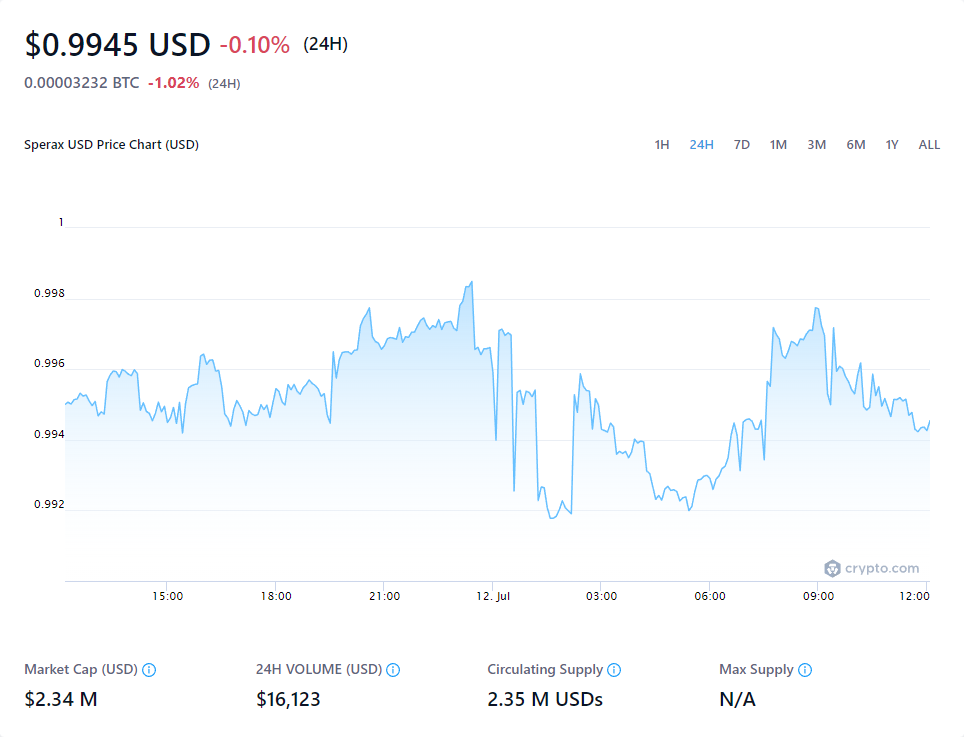 $0.9945 USD -0.10% (24H)
0.00003232 BTC -1.02% (24H)
Sperax USD Price Chart (USD) 1H 24H 7D 1M 3M 6M 1Y ALL
1
0.998
0.996
0.994
0.992
crypto.com
15:00 18:00 21:00 12. Jul 03:00 06:00 09:00 12:00
Market Cap (USD) 24H VOLUME (USD) Circulating Supply Max Supply
$2.34 M $16,123 2.35 M USDs N/A